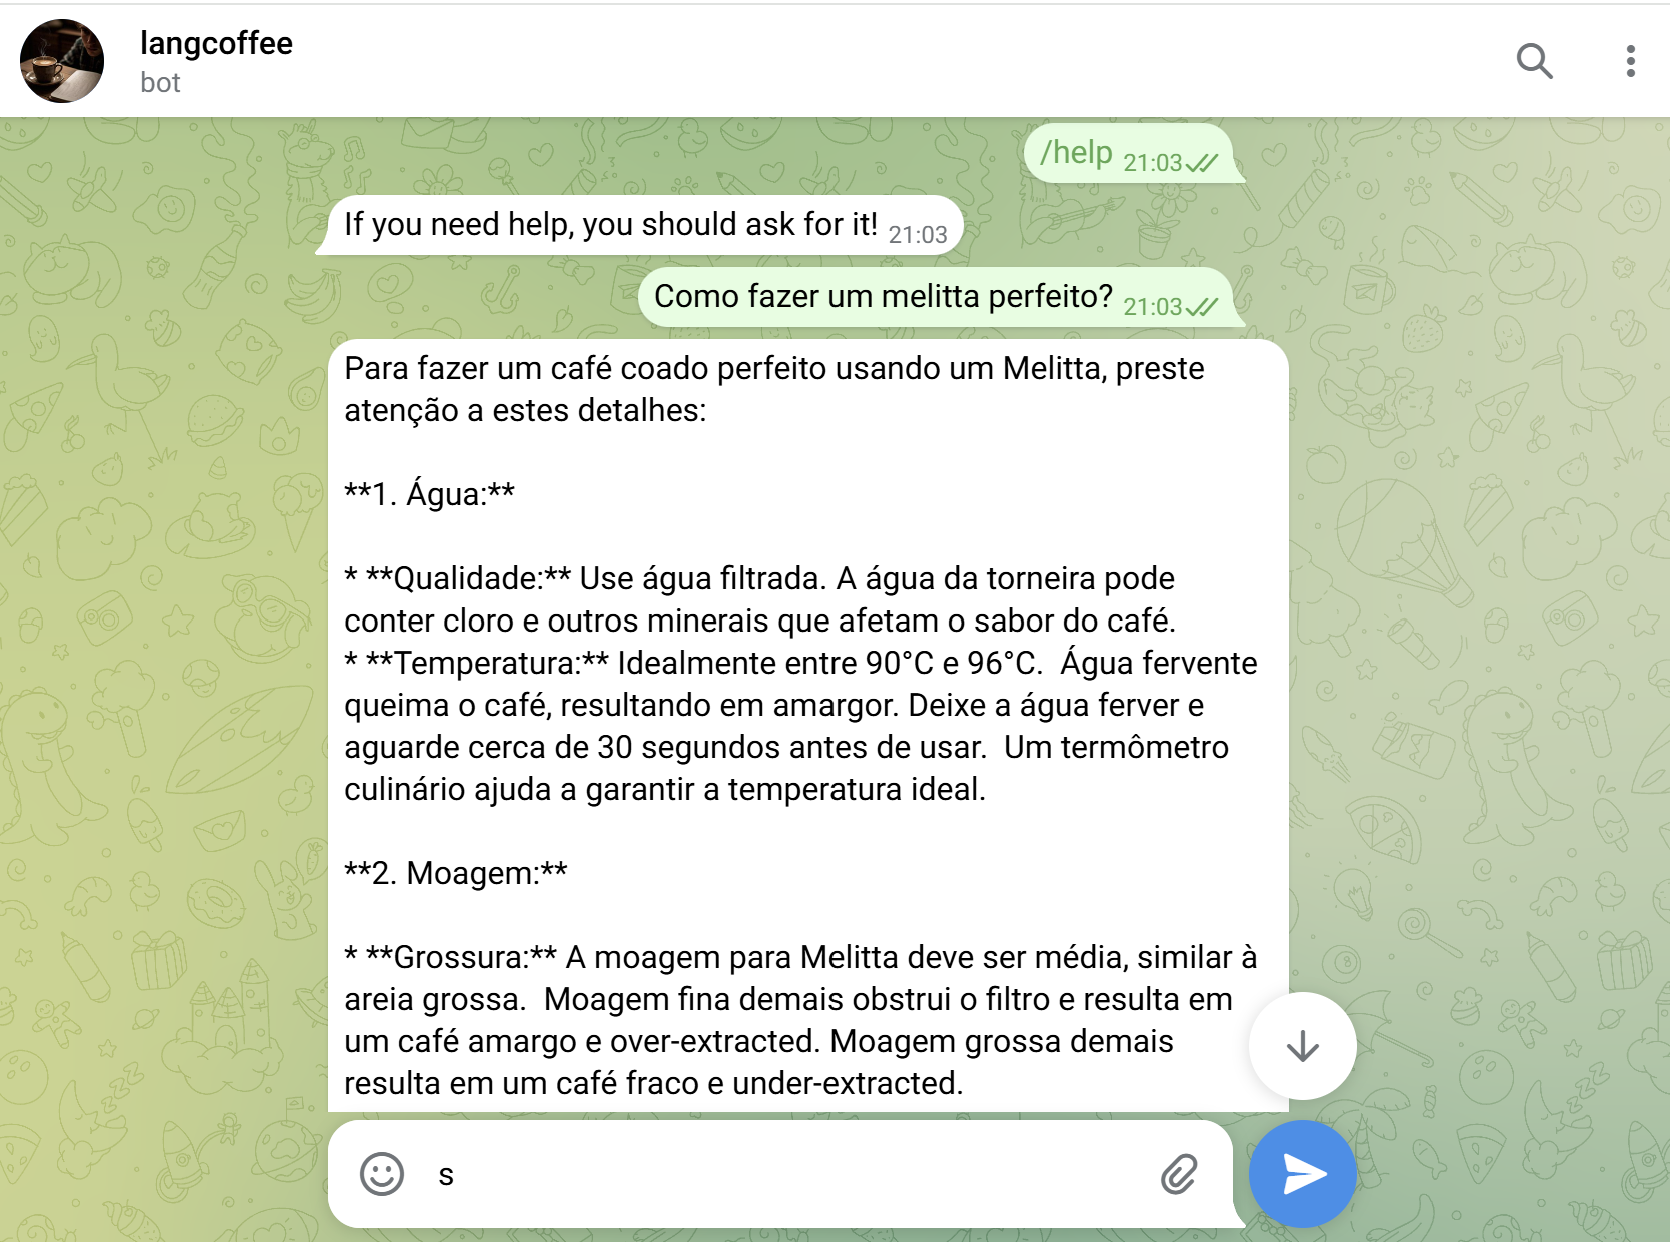 langcoffee
bot
/help 21:03
If you need help, you should ask for it! 21:03
Como fazer um melitta perfeito? 21:03
Para fazer um café coado perfeito usando um Melitta, preste
atenção a estes detalhes:
**1. Água:**
* **Qualidade:** Use água filtrada. A água da torneira pode
conter cloro e outros minerais que afetam o sabor do café.
* **Temperatura:** Idealmente entre 90°C e 96°C.  Água fervente
queima o café, resultando em amargor. Deixe a água ferver e
aguarde cerca de 30 segundos antes de usar.  Um termômetro
culinário ajuda a garantir a temperatura ideal.
**2. Moagem:**
* **Grossura:** A moagem para Melitta deve ser média, similar à
areia grossa.  Moagem fina demais obstrui o filtro e resulta em
um café amargo e over-extracted. Moagem grossa demais
resulta em um café fraco e under-extracted.
s